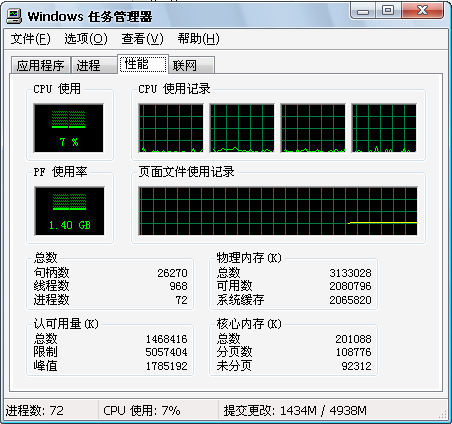 Windows 任务管理器
文件(F) 选项(O) 查看(V) 帮助(H)
应用程序 进程 性能 联网
CPU 使用 CPU 使用记录
7 %
PF 使用率 页面文件使用记录
1.40 GB
总数 物理内存(K)
句柄数 26270 总数 3133028
线程数 968 可用数 2080796
进程数 72 系统缓存 2065820
认可用量(K) 核心内存(K)
总数 1468416 总数 201088
限制 5057404 分页数 108776
峰值 1785192 未分页 92312
进程数: 72 CPU 使用: 7% 提交更改: 1434M / 4938M